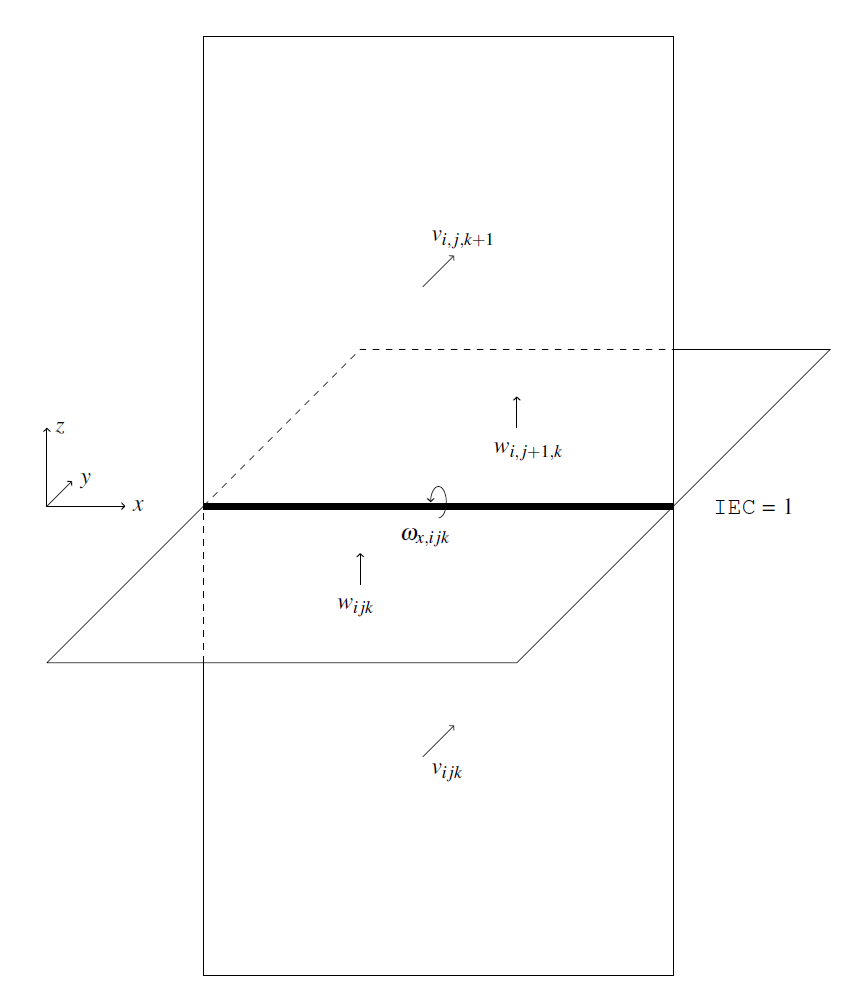 v_{i,j,k+1}
z
w_{i,j+1,k}
y
x
IEC = 1
ω_{x,ijk}
w_{ijk}
v_{ijk}